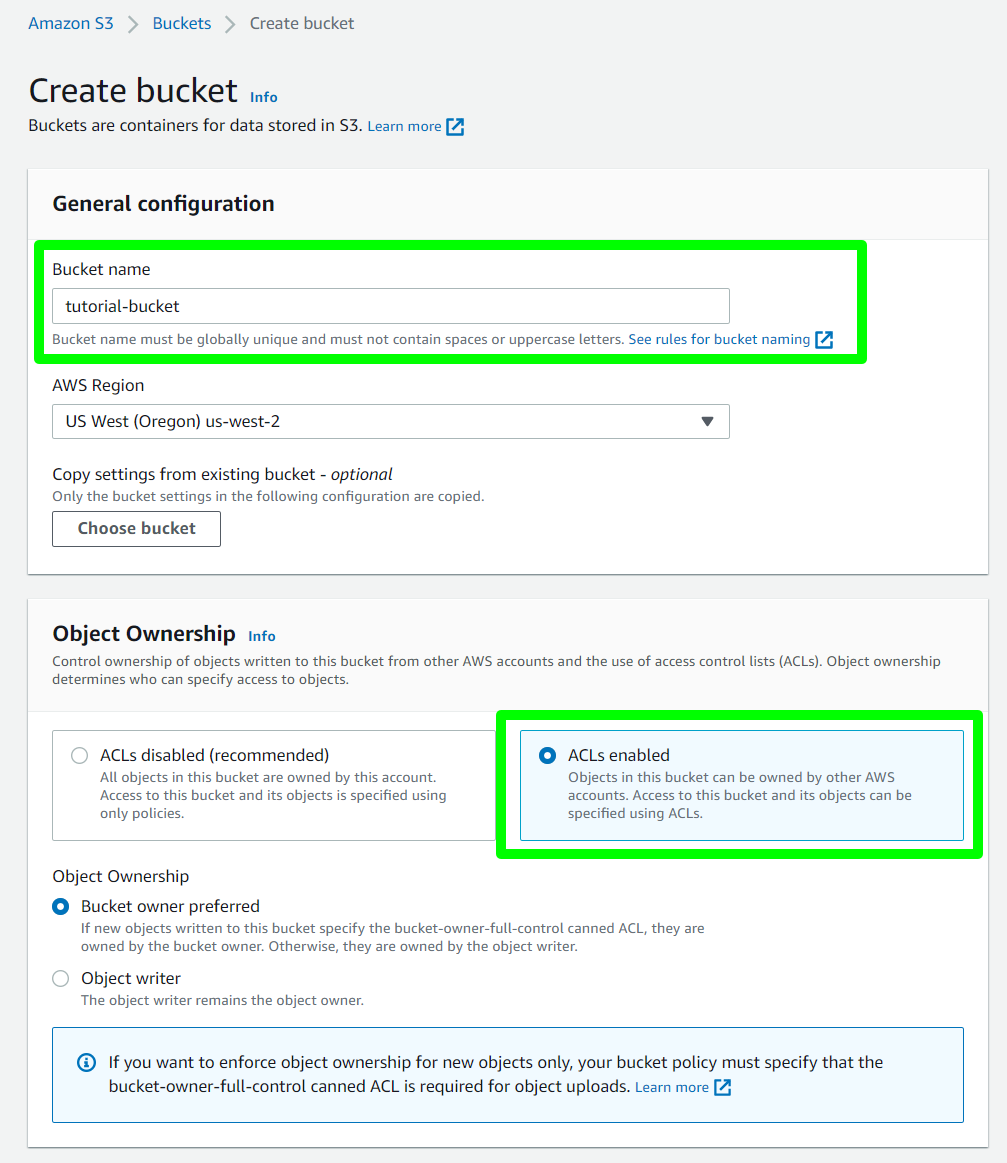 Amazon S3 > Buckets > Create bucket
Create bucket Info
Buckets are containers for data stored in S3. Learn more
General configuration
Bucket name
tutorial-bucket
Bucket name must be globally unique and must not contain spaces or uppercase letters. See rules for bucket naming
AWS Region
US West (Oregon) us-west-2
Copy settings from existing bucket - optional
Only the bucket settings in the following configuration are copied.
Choose bucket
Object Ownership Info
Control ownership of objects written to this bucket from other AWS accounts and the use of access control lists (ACLs). Object ownership
determines who can specify access to objects.
ACLs disabled (recommended)
All objects in this bucket are owned by this account.
Access to this bucket and its objects is specified using
only policies.
ACLs enabled
Objects in this bucket can be owned by other AWS
accounts. Access to this bucket and its objects can be
specified using ACLs.
Object Ownership
Bucket owner preferred
If new objects written to this bucket specify the bucket-owner-full-control canned ACL, they are
owned by the bucket owner. Otherwise, they are owned by the object writer.
Object writer
The object writer remains the object owner.
If you want to enforce object ownership for new objects only, your bucket policy must specify that the
bucket-owner-full-control canned ACL is required for object uploads. Learn more